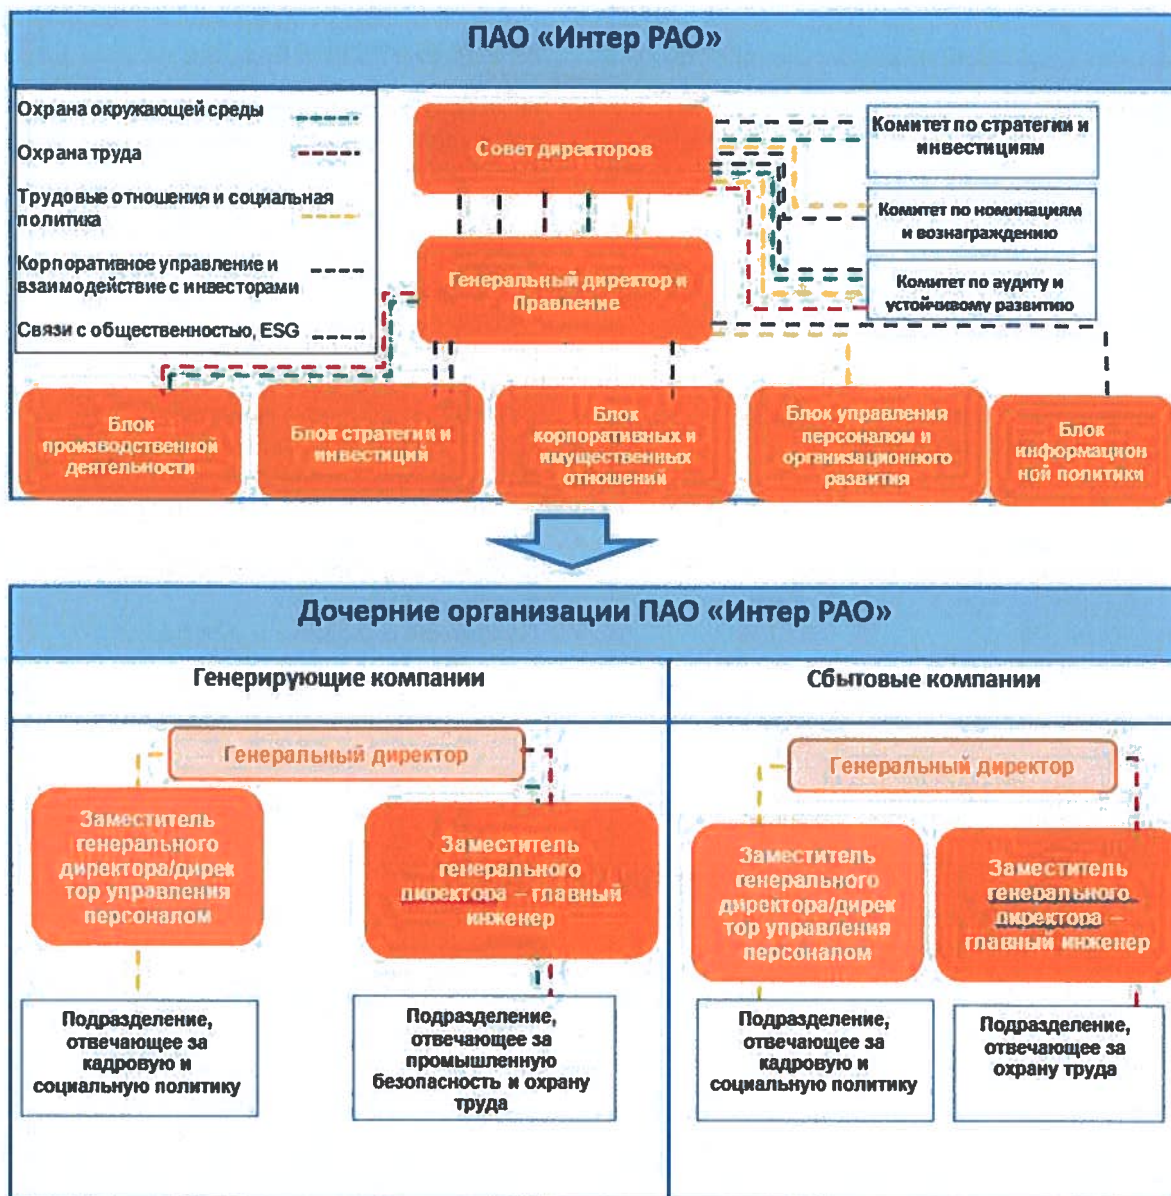 ПАО «Интер РАО»
Охрана окружающей среды
Охрана труда
Трудовые отношения и социальная
политика
Корпоративное управление и
взаимодействие с инвесторами
Связи с общественностью, ESG
Совет директоров
Комитет по стратегии и
инвестициям
Комитет по номинациям
и вознаграждению
Генеральный директор и
Правление
Комитет по аудиту и
устойчивому развитию
Блок
производственной
деятельности
Блок стратегии и
инвестиций
Блок
корпоративных и
имущественных
отношений
Блок управления
персоналом и
организационного
развития
Блок
информацион
ной политики
Дочерние организации ПАО «Интер РАО»
Генерирующие компании
Сбытовые компании
Генеральный директор
Заместитель
генерального
директора/дирек
тор управления
персоналом
Заместитель
генерального
директора – главный
инженер
Подразделение,
отвечающее за
кадровую и
социальную политику
Подразделение,
отвечающее за
промышленную
безопасность и охрану
труда
Генеральный директор
Заместитель
генерального
директора/дирек
тор управления
персоналом
Заместитель
генерального
директора –
главный инженер
Подразделение,
отвечающее за
кадровую и
социальную политику
Подразделение,
отвечающее за
охрану труда